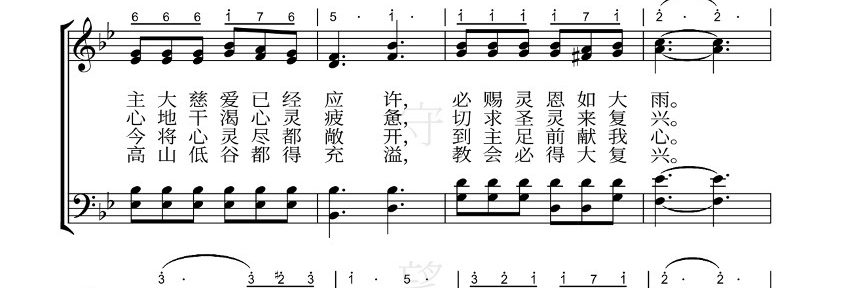 6 6 6 i 7 6 5 · i · i i i i 7 i 2 · 2 ·
主大慈爱已经应许，必赐灵恩如大雨。
心地干渴心灵疲惫，切求圣灵来复兴。
今将心灵尽都敞开，到主足前献我心。
高山低谷都得充溢，教会必得大复兴。
守
望
3 · 3 #2 3 i · 5 · 3 2 i i 7 i 2 · 2 ·